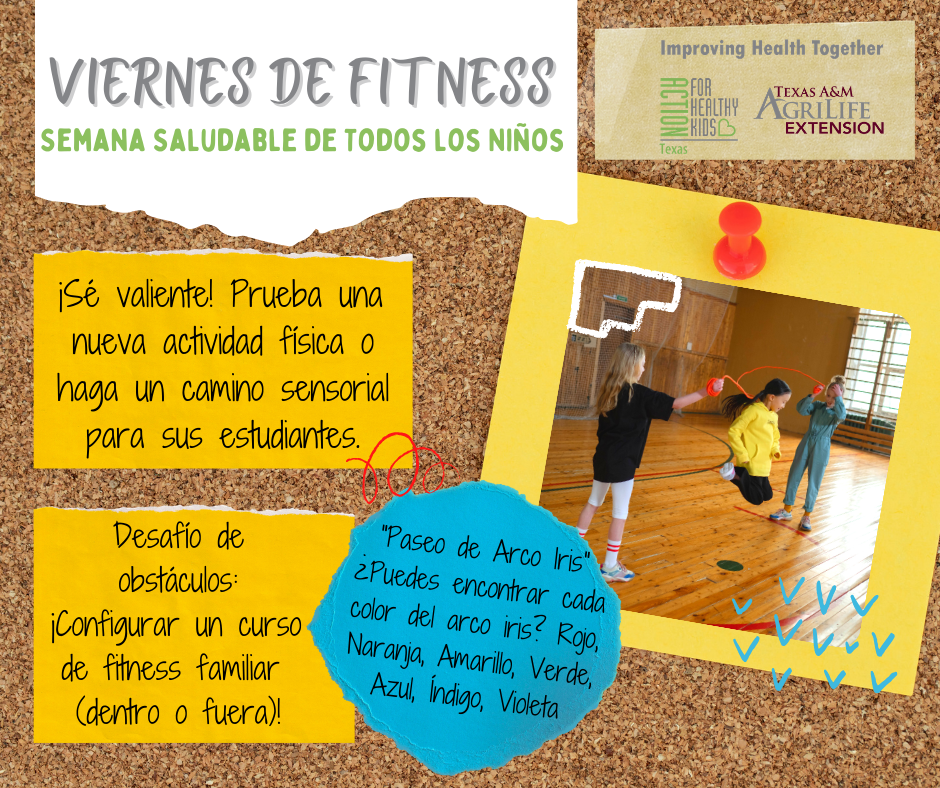 VIERNES DE FITNESS
SEMANA SALUDABLE DE TODOS LOS NIÑOS
Improving Health Together
ACTION
FOR
HEALTHY
KIDS
Texas
TEXAS A&M
AGRILIFE
EXTENSION
¡Sé valiente! Prueba una
nueva actividad física o
haga un camino sensorial
para sus estudiantes.
Desafío de
obstáculos:
¡Configurar un curso
de fitness familiar
(dentro o fuera)!
"Paseo de Arco Iris"
¿Puedes encontrar cada
color del arco iris? Rojo,
Naranja, Amarillo, Verde,
Azul, Índigo, Violeta